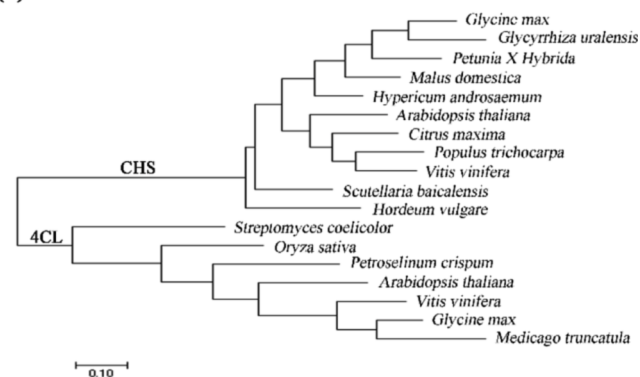 Glycine max
Glycyrrhiza uralensis
Petunia X Hybrida
Malus domestica
Hypericum androsaemum
Arabidopsis thaliana
Citrus maxima
Populus trichocarpa
CHS
Vitis vinifera
Scutellaria baicalensis
Hordeum vulgare
Streptomyces coelicolor
4CL
Oryza sativa
Petroselinum crispum
Arabidopsis thaliana
Vitis vinifera
Glycine max
Medicago truncatula
0.10